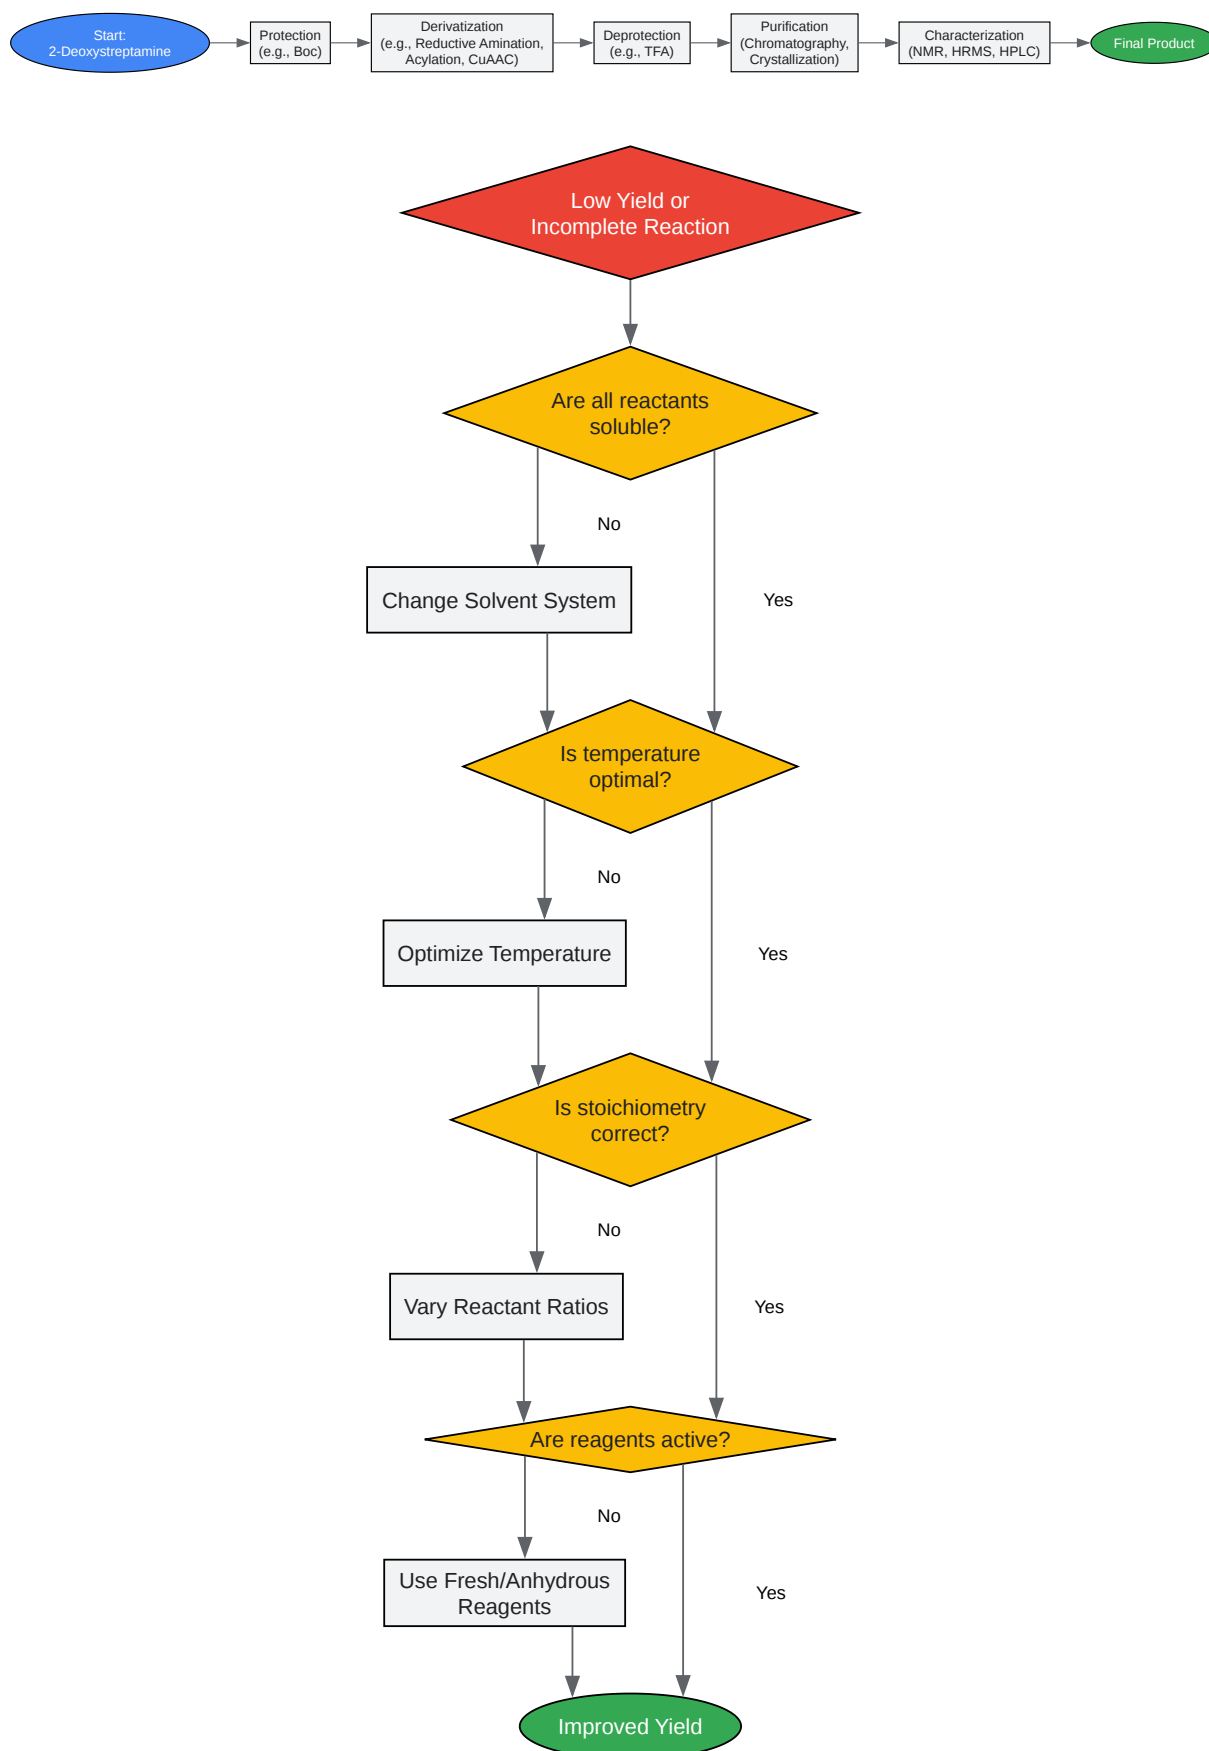 Start:
2-Deoxystreptamine
Protection
(e.g., Boc)
Derivatization
(e.g., Reductive Amination,
Acylation, CuAAC)
Deprotection
(e.g., TFA)
Purification
(Chromatography,
Crystallization)
Characterization
(NMR, HRMS, HPLC)
Final Product
Low Yield or
Incomplete Reaction
Are all reactants
soluble?
No
Change Solvent System
Yes
Is temperature
optimal?
No
Optimize Temperature
Yes
Is stoichiometry
correct?
No
Vary Reactant Ratios
Yes
Are reagents active?
No
Use Fresh/Anhydrous
Reagents
Yes
Improved Yield